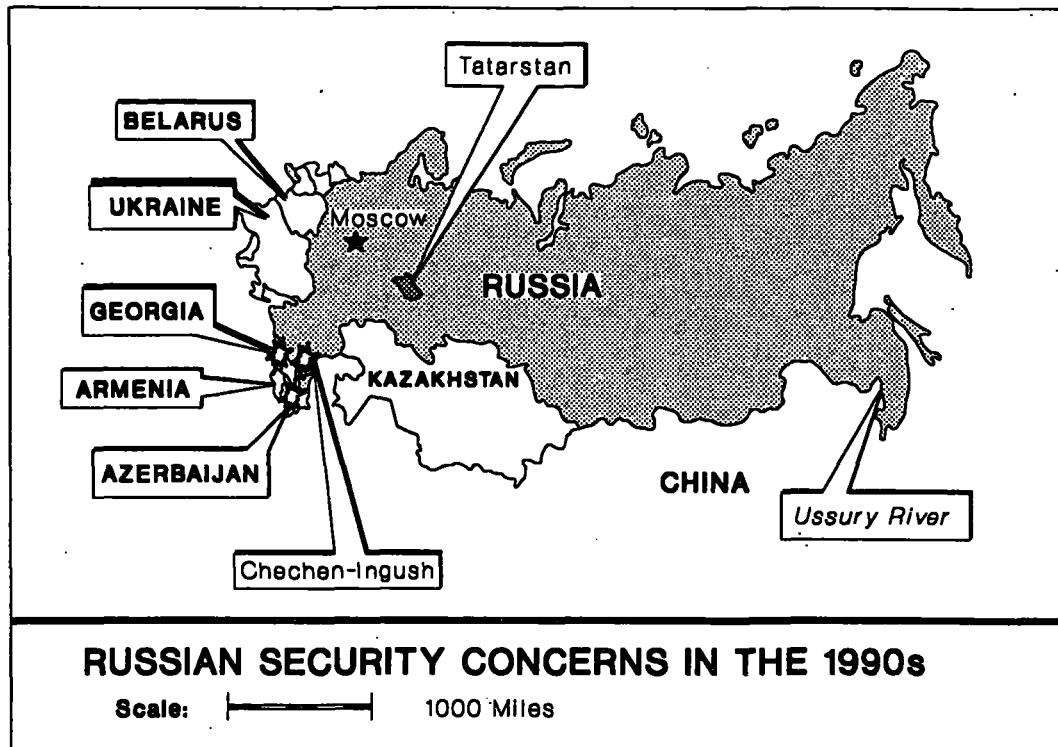 Tatarstan
BELARUS
UKRAINE
Moscow
RUSSIA
GEORGIA
ARMENIA
KAZAKHSTAN
AZERBAIJAN
CHINA
Ussury River
Chechen-Ingush
RUSSIAN SECURITY CONCERNS IN THE 1990s
Scale: 1000 Miles